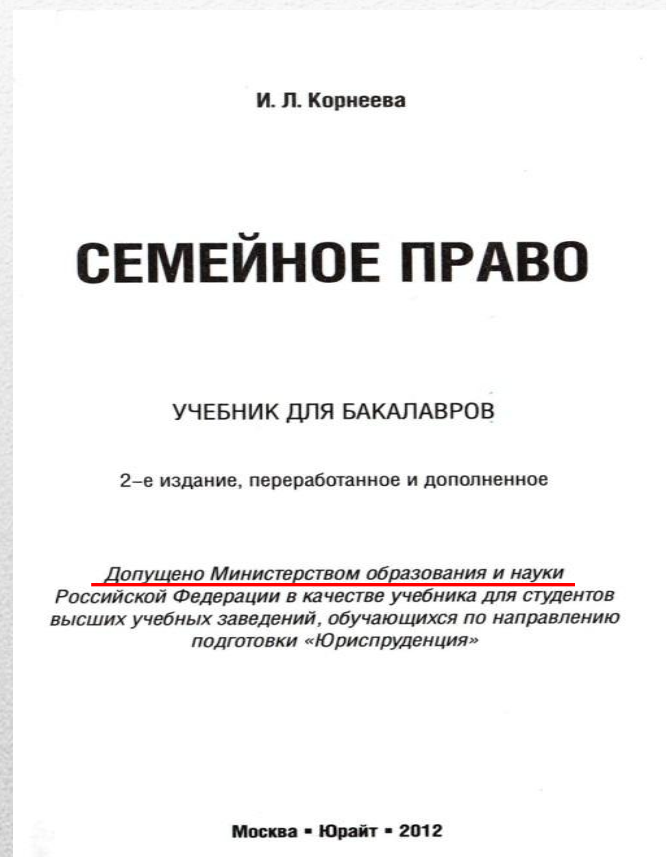 И. Л. Корнеева
СЕМЕЙНОЕ ПРАВО
УЧЕБНИК ДЛЯ БАКАЛАВРОВ
2–е издание, переработанное и дополненное
Допущено Министерством образования и науки
Российской Федерации в качестве учебника для студентов
высших учебных заведений, обучающихся по направлению
подготовки «Юриспруденция»
Москва ▪ Юрайт ▪ 2012